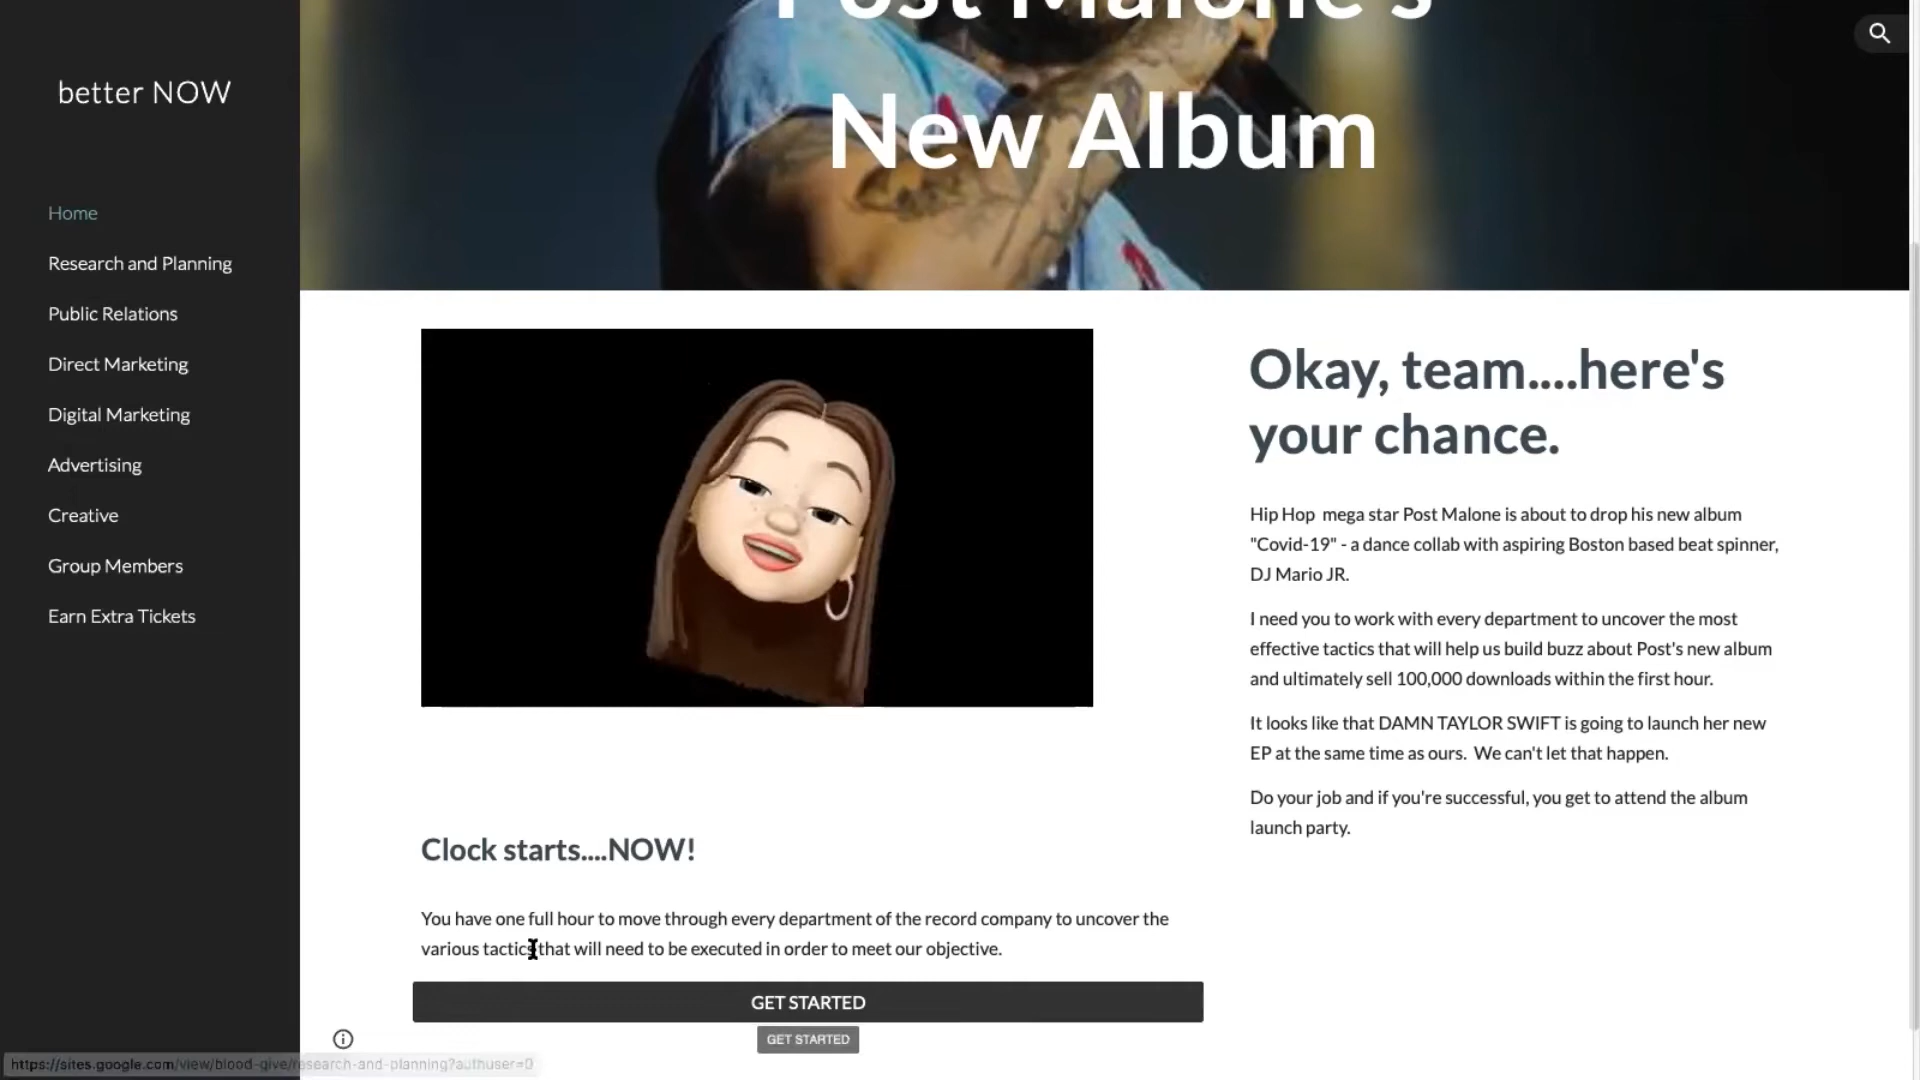 better NOW
Home
Research and Planning
Public Relations
Direct Marketing
Digital Marketing
Advertising
Creative
Group Members
Earn Extra Tickets
Post Malone's
New Album
Okay, team....here's
your chance.
Hip Hop  mega star Post Malone is about to drop his new album
"Covid-19" - a dance collab with aspiring Boston based beat spinner,
DJ Mario JR.
I need you to work with every department to uncover the most
effective tactics that will help us build buzz about Post's new album
and ultimately sell 100,000 downloads within the first hour.
It looks like that DAMN TAYLOR SWIFT is going to launch her new
EP at the same time as ours.  We can't let that happen.
Do your job and if you're successful, you get to attend the album
launch party.
Clock starts....NOW!
You have one full hour to move through every department of the record company to uncover the
various tactics that will need to be executed in order to meet our objective.
GET STARTED
GET STARTED
https://sites.google.com/view/blood-give/research-and-planning?authuser=0